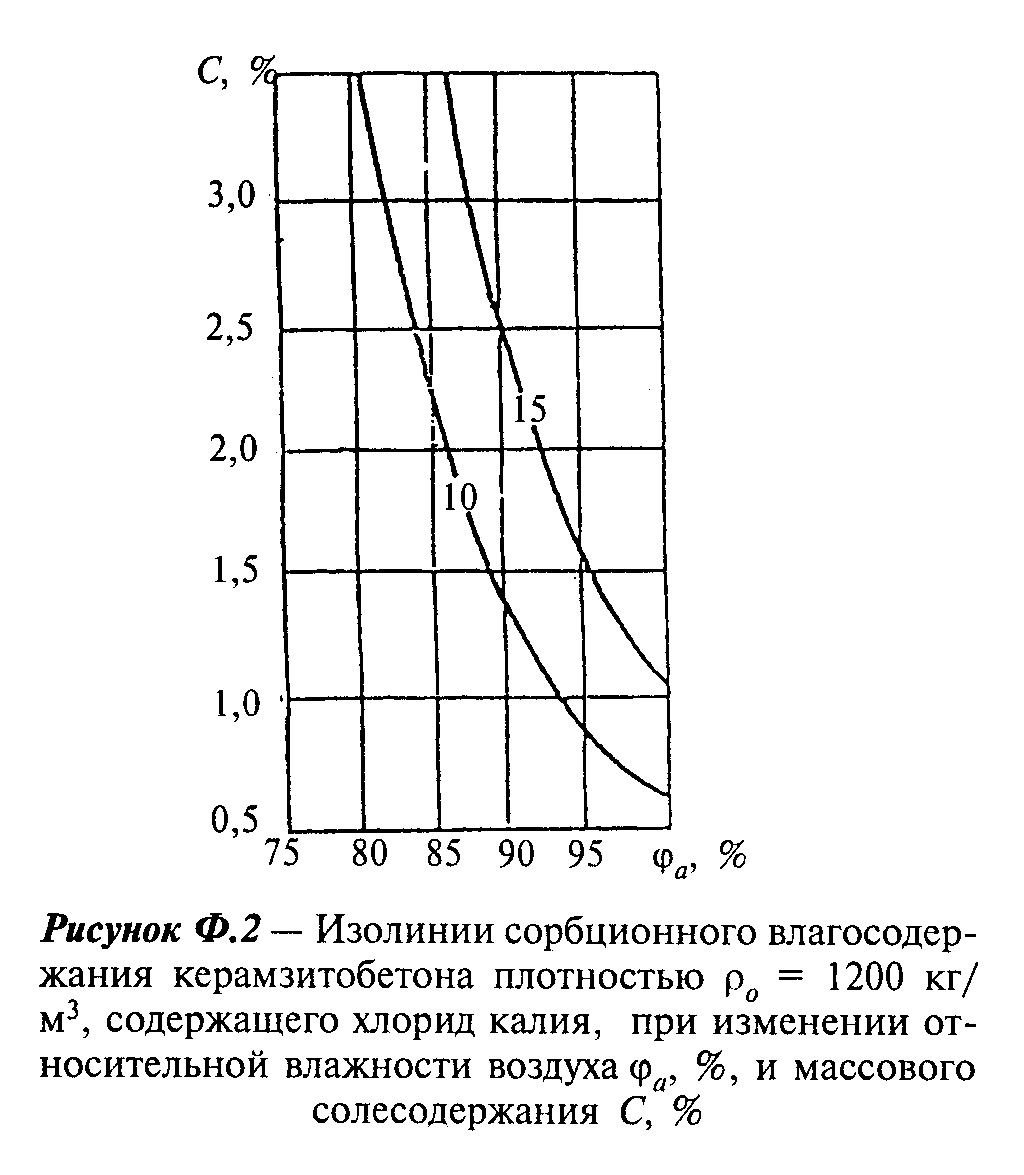 C, %
3,0
2,5
15
2,0
10
1,5
1,0
0,5
75 80 85 90 95 φa, %
Рисунок Ф.2 — Изолинии сорбционного влагосодер-
жания керамзитобетона плотностью ρo = 1200 кг/
м³, содержащего хлорид калия, при изменении от-
носительной влажности воздуха φa, %, и массового
солесодержания C, %